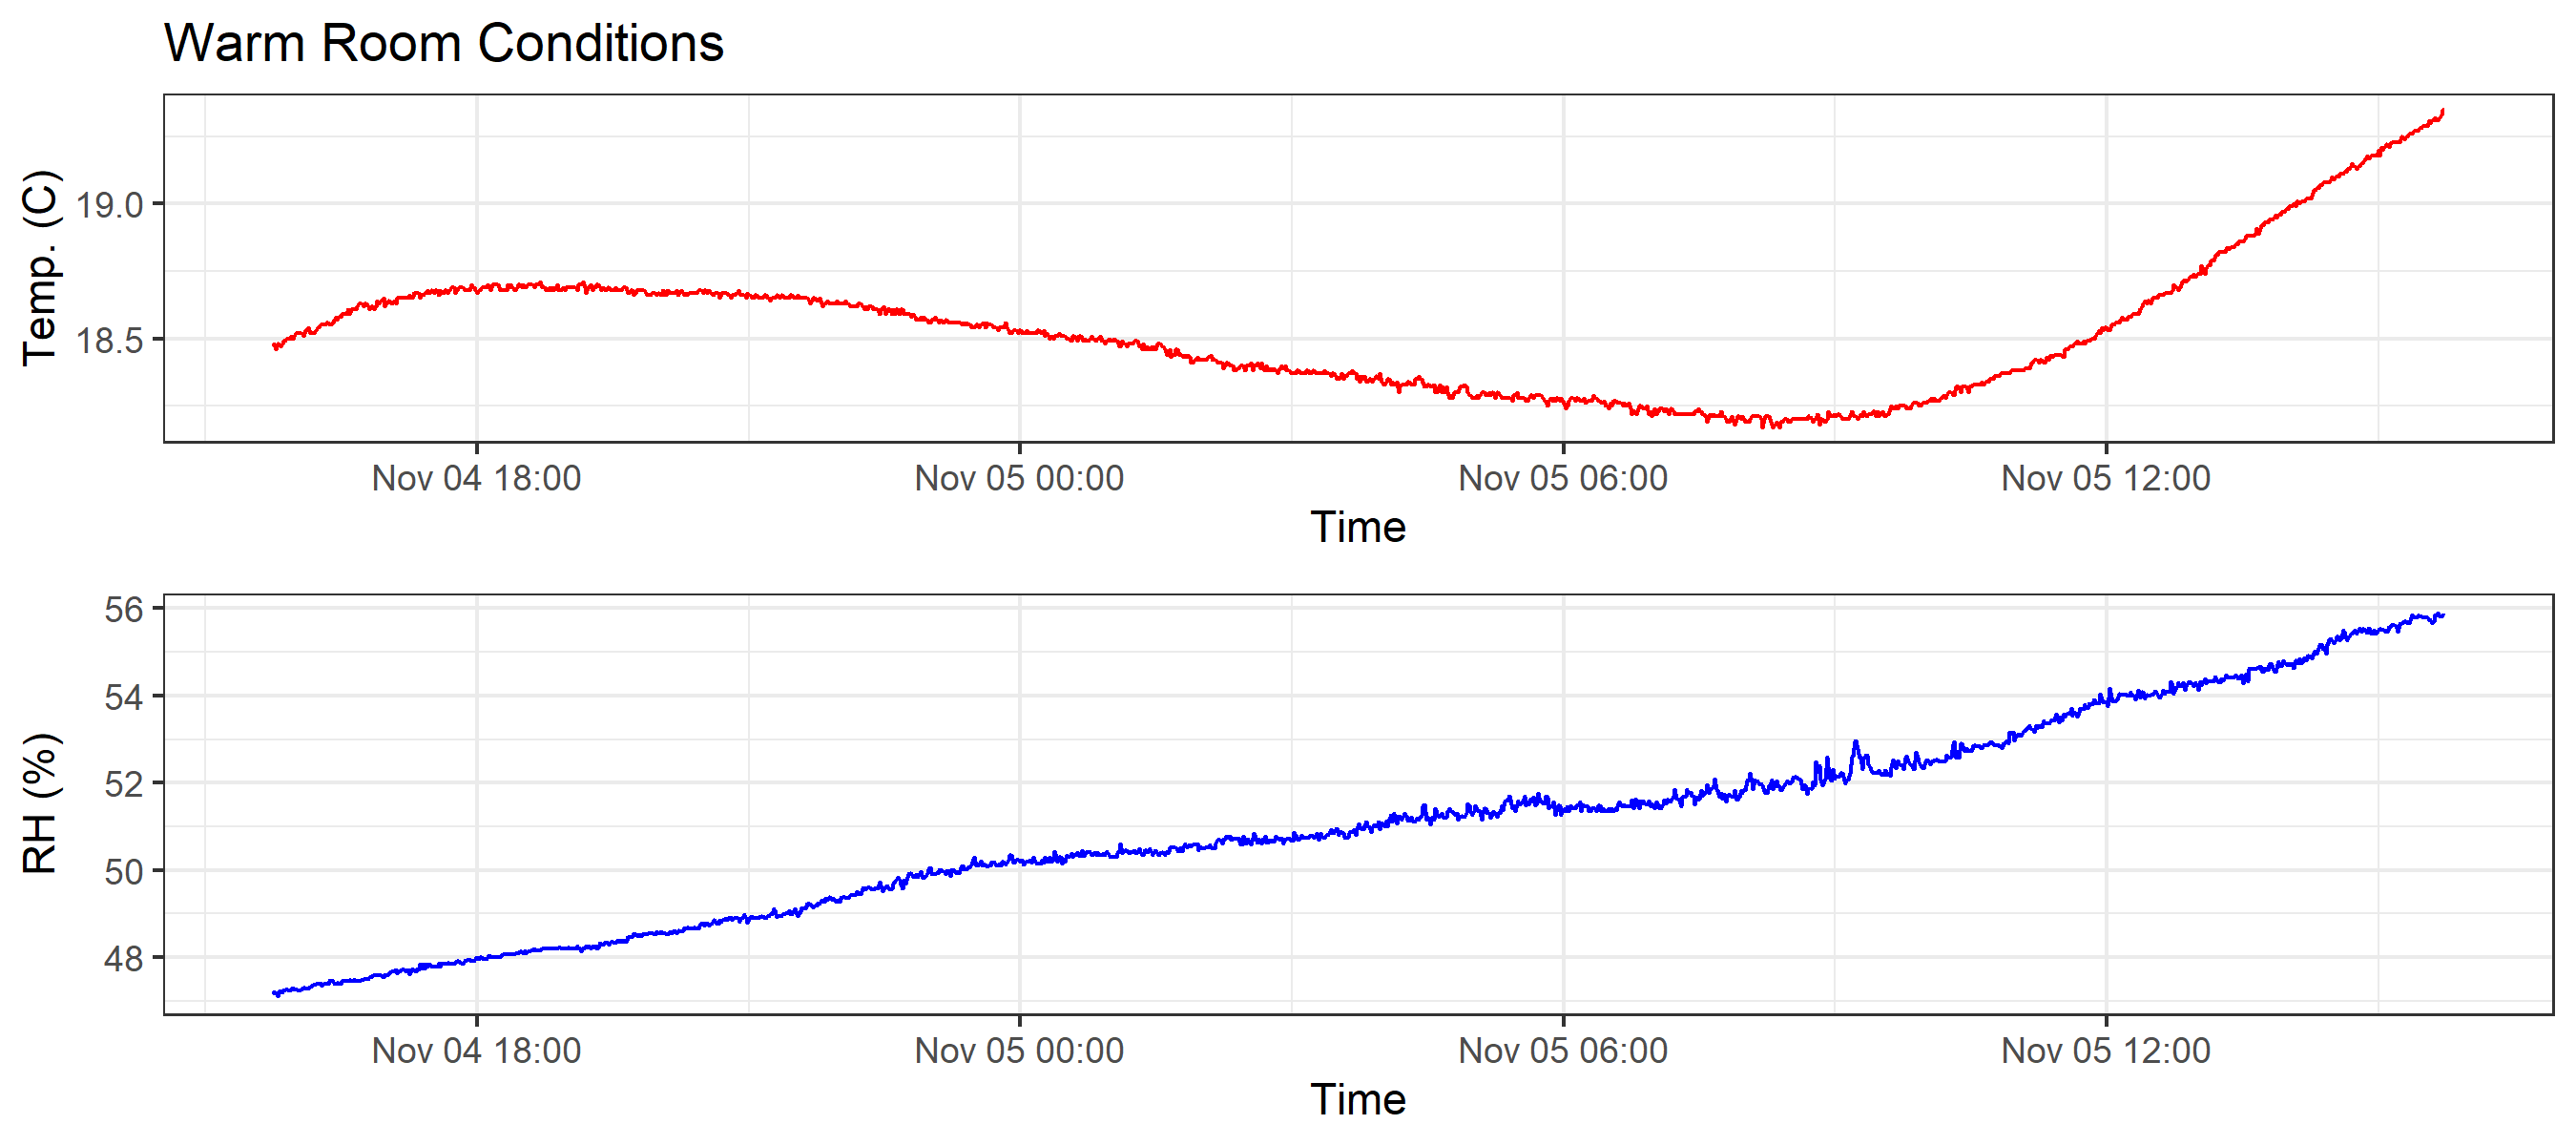 Warm Room Conditions
Temp. (C)
19.0
18.5
Nov 04 18:00 Nov 05 00:00 Nov 05 06:00 Nov 05 12:00
Time
RH (%)
56
54
52
50
48
Nov 04 18:00 Nov 05 00:00 Nov 05 06:00 Nov 05 12:00
Time